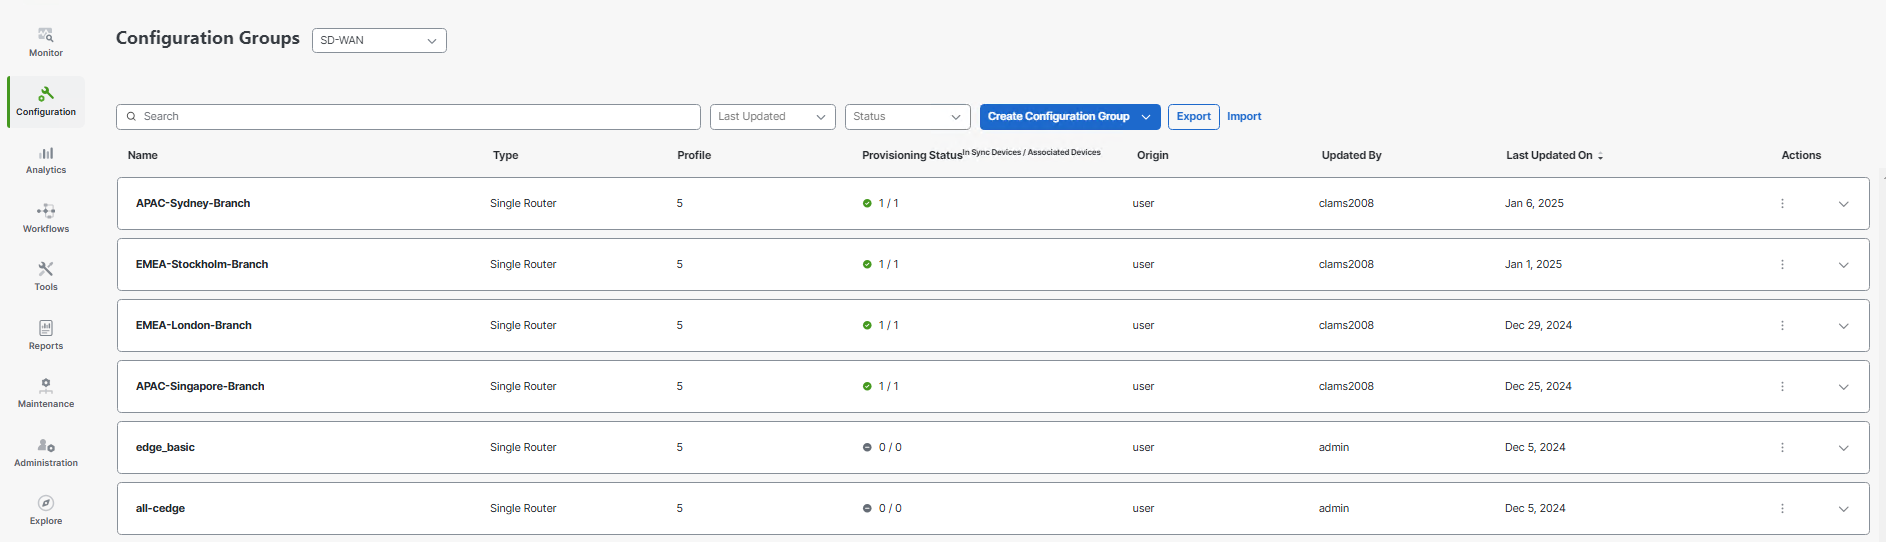 Configuration Groups SD-WAN
Monitor
Configuration
Analytics
Workflows
Tools
Reports
Maintenance
Administration
Explore
Search Last Updated Status Create Configuration Group Export Import
Name Type Profile Provisioning Status In Sync Devices / Associated Devices Origin Updated By Last Updated On Actions
APAC-Sydney-Branch Single Router 5 1 / 1 user clams2008 Jan 6, 2025
EMEA-Stockholm-Branch Single Router 5 1 / 1 user clams2008 Jan 1, 2025
EMEA-London-Branch Single Router 5 1 / 1 user clams2008 Dec 29, 2024
APAC-Singapore-Branch Single Router 5 1 / 1 user clams2008 Dec 25, 2024
edge_basic Single Router 5 0 / 0 user admin Dec 5, 2024
all-cedge Single Router 5 0 / 0 user admin Dec 5, 2024